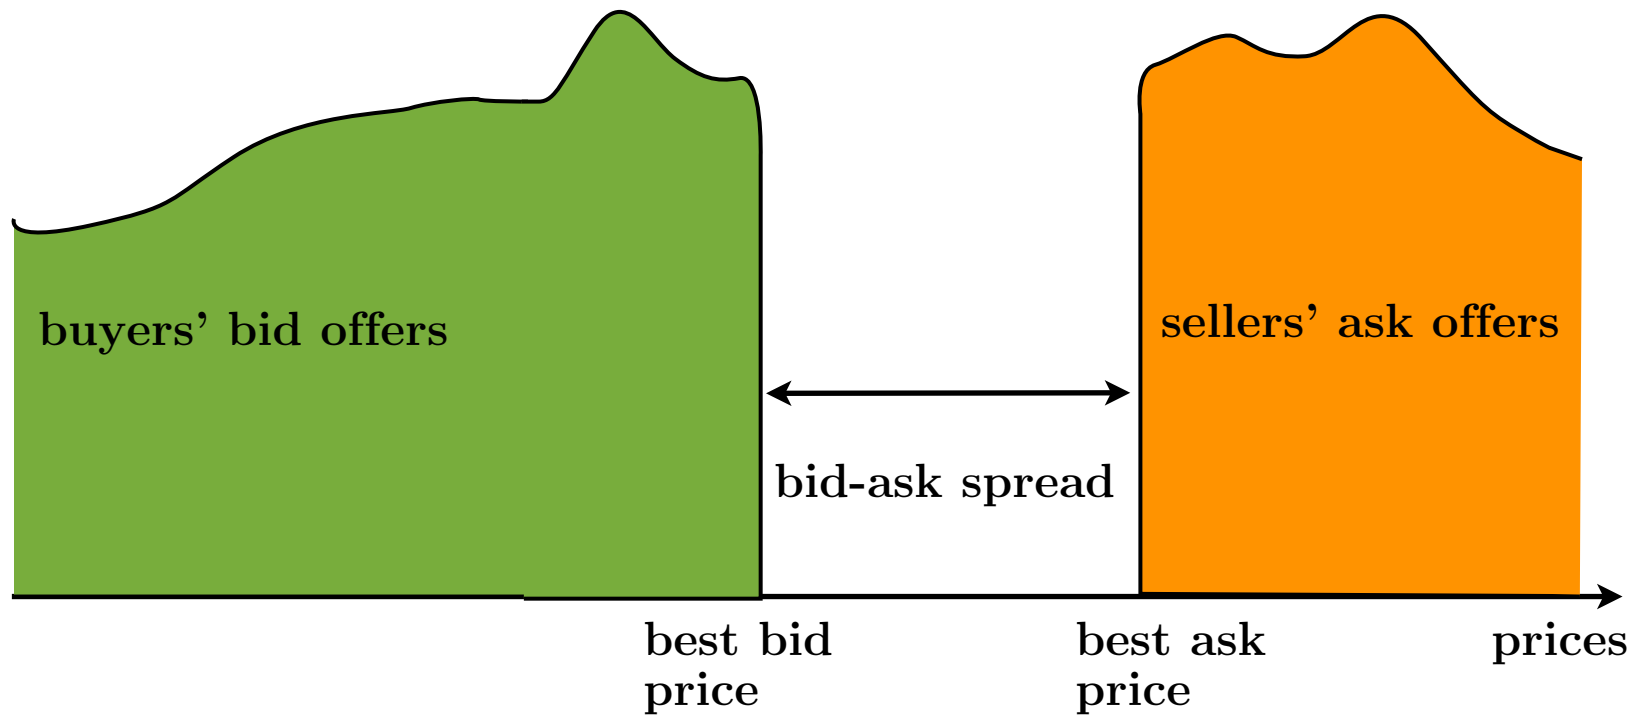 buyers’ bid offers
sellers’ ask offers
bid-ask spread
best bid
price
best ask
price
prices